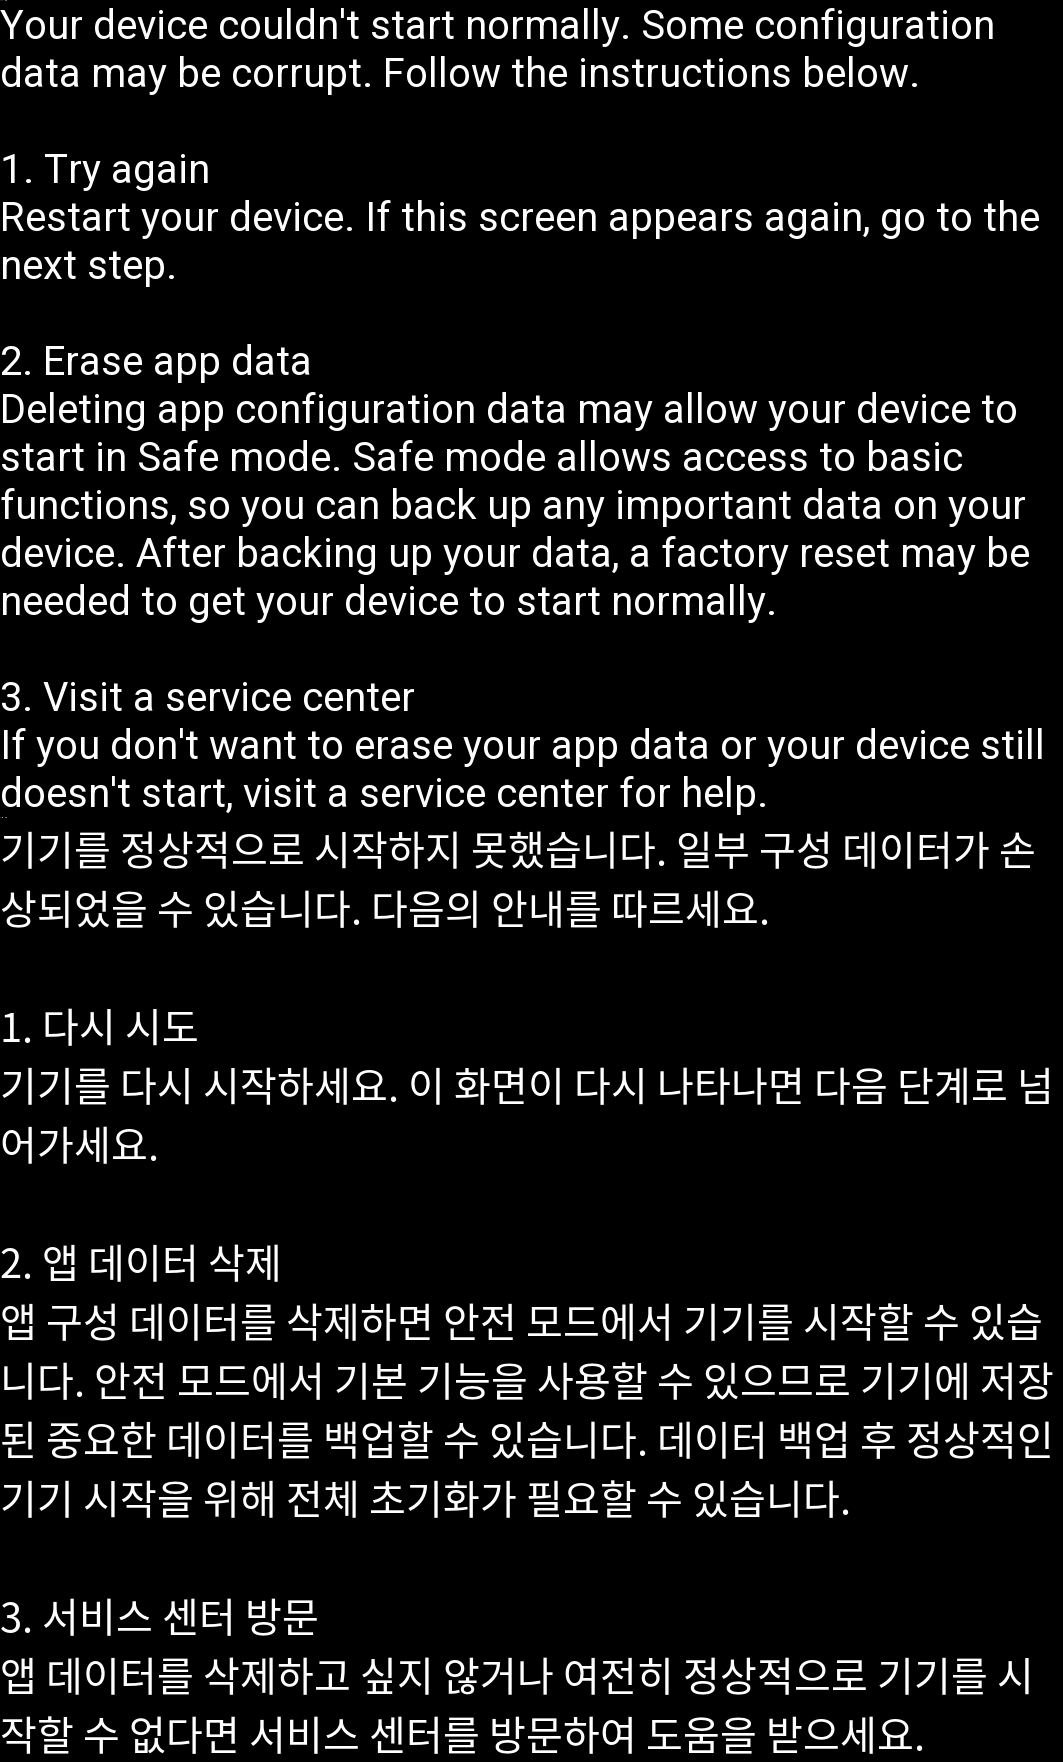 Your device couldn't start normally. Some configuration
data may be corrupt. Follow the instructions below.
1. Try again
Restart your device. If this screen appears again, go to the
next step.
2. Erase app data
Deleting app configuration data may allow your device to
start in Safe mode. Safe mode allows access to basic
functions, so you can back up any important data on your
device. After backing up your data, a factory reset may be
needed to get your device to start normally.
3. Visit a service center
If you don't want to erase your app data or your device still
doesn't start, visit a service center for help.
기기를 정상적으로 시작하지 못했습니다. 일부 구성 데이터가 손
상되었을 수 있습니다. 다음의 안내를 따르세요.
1. 다시 시도
기기를 다시 시작하세요. 이 화면이 다시 나타나면 다음 단계로 넘
어가세요.
2. 앱 데이터 삭제
앱 구성 데이터를 삭제하면 안전 모드에서 기기를 시작할 수 있습
니다. 안전 모드에서 기본 기능을 사용할 수 있으므로 기기에 저장
된 중요한 데이터를 백업할 수 있습니다. 데이터 백업 후 정상적인
기기 시작을 위해 전체 초기화가 필요할 수 있습니다.
3. 서비스 센터 방문
앱 데이터를 삭제하고 싶지 않거나 여전히 정상적으로 기기를 시
작할 수 없다면 서비스 센터를 방문하여 도움을 받으세요.